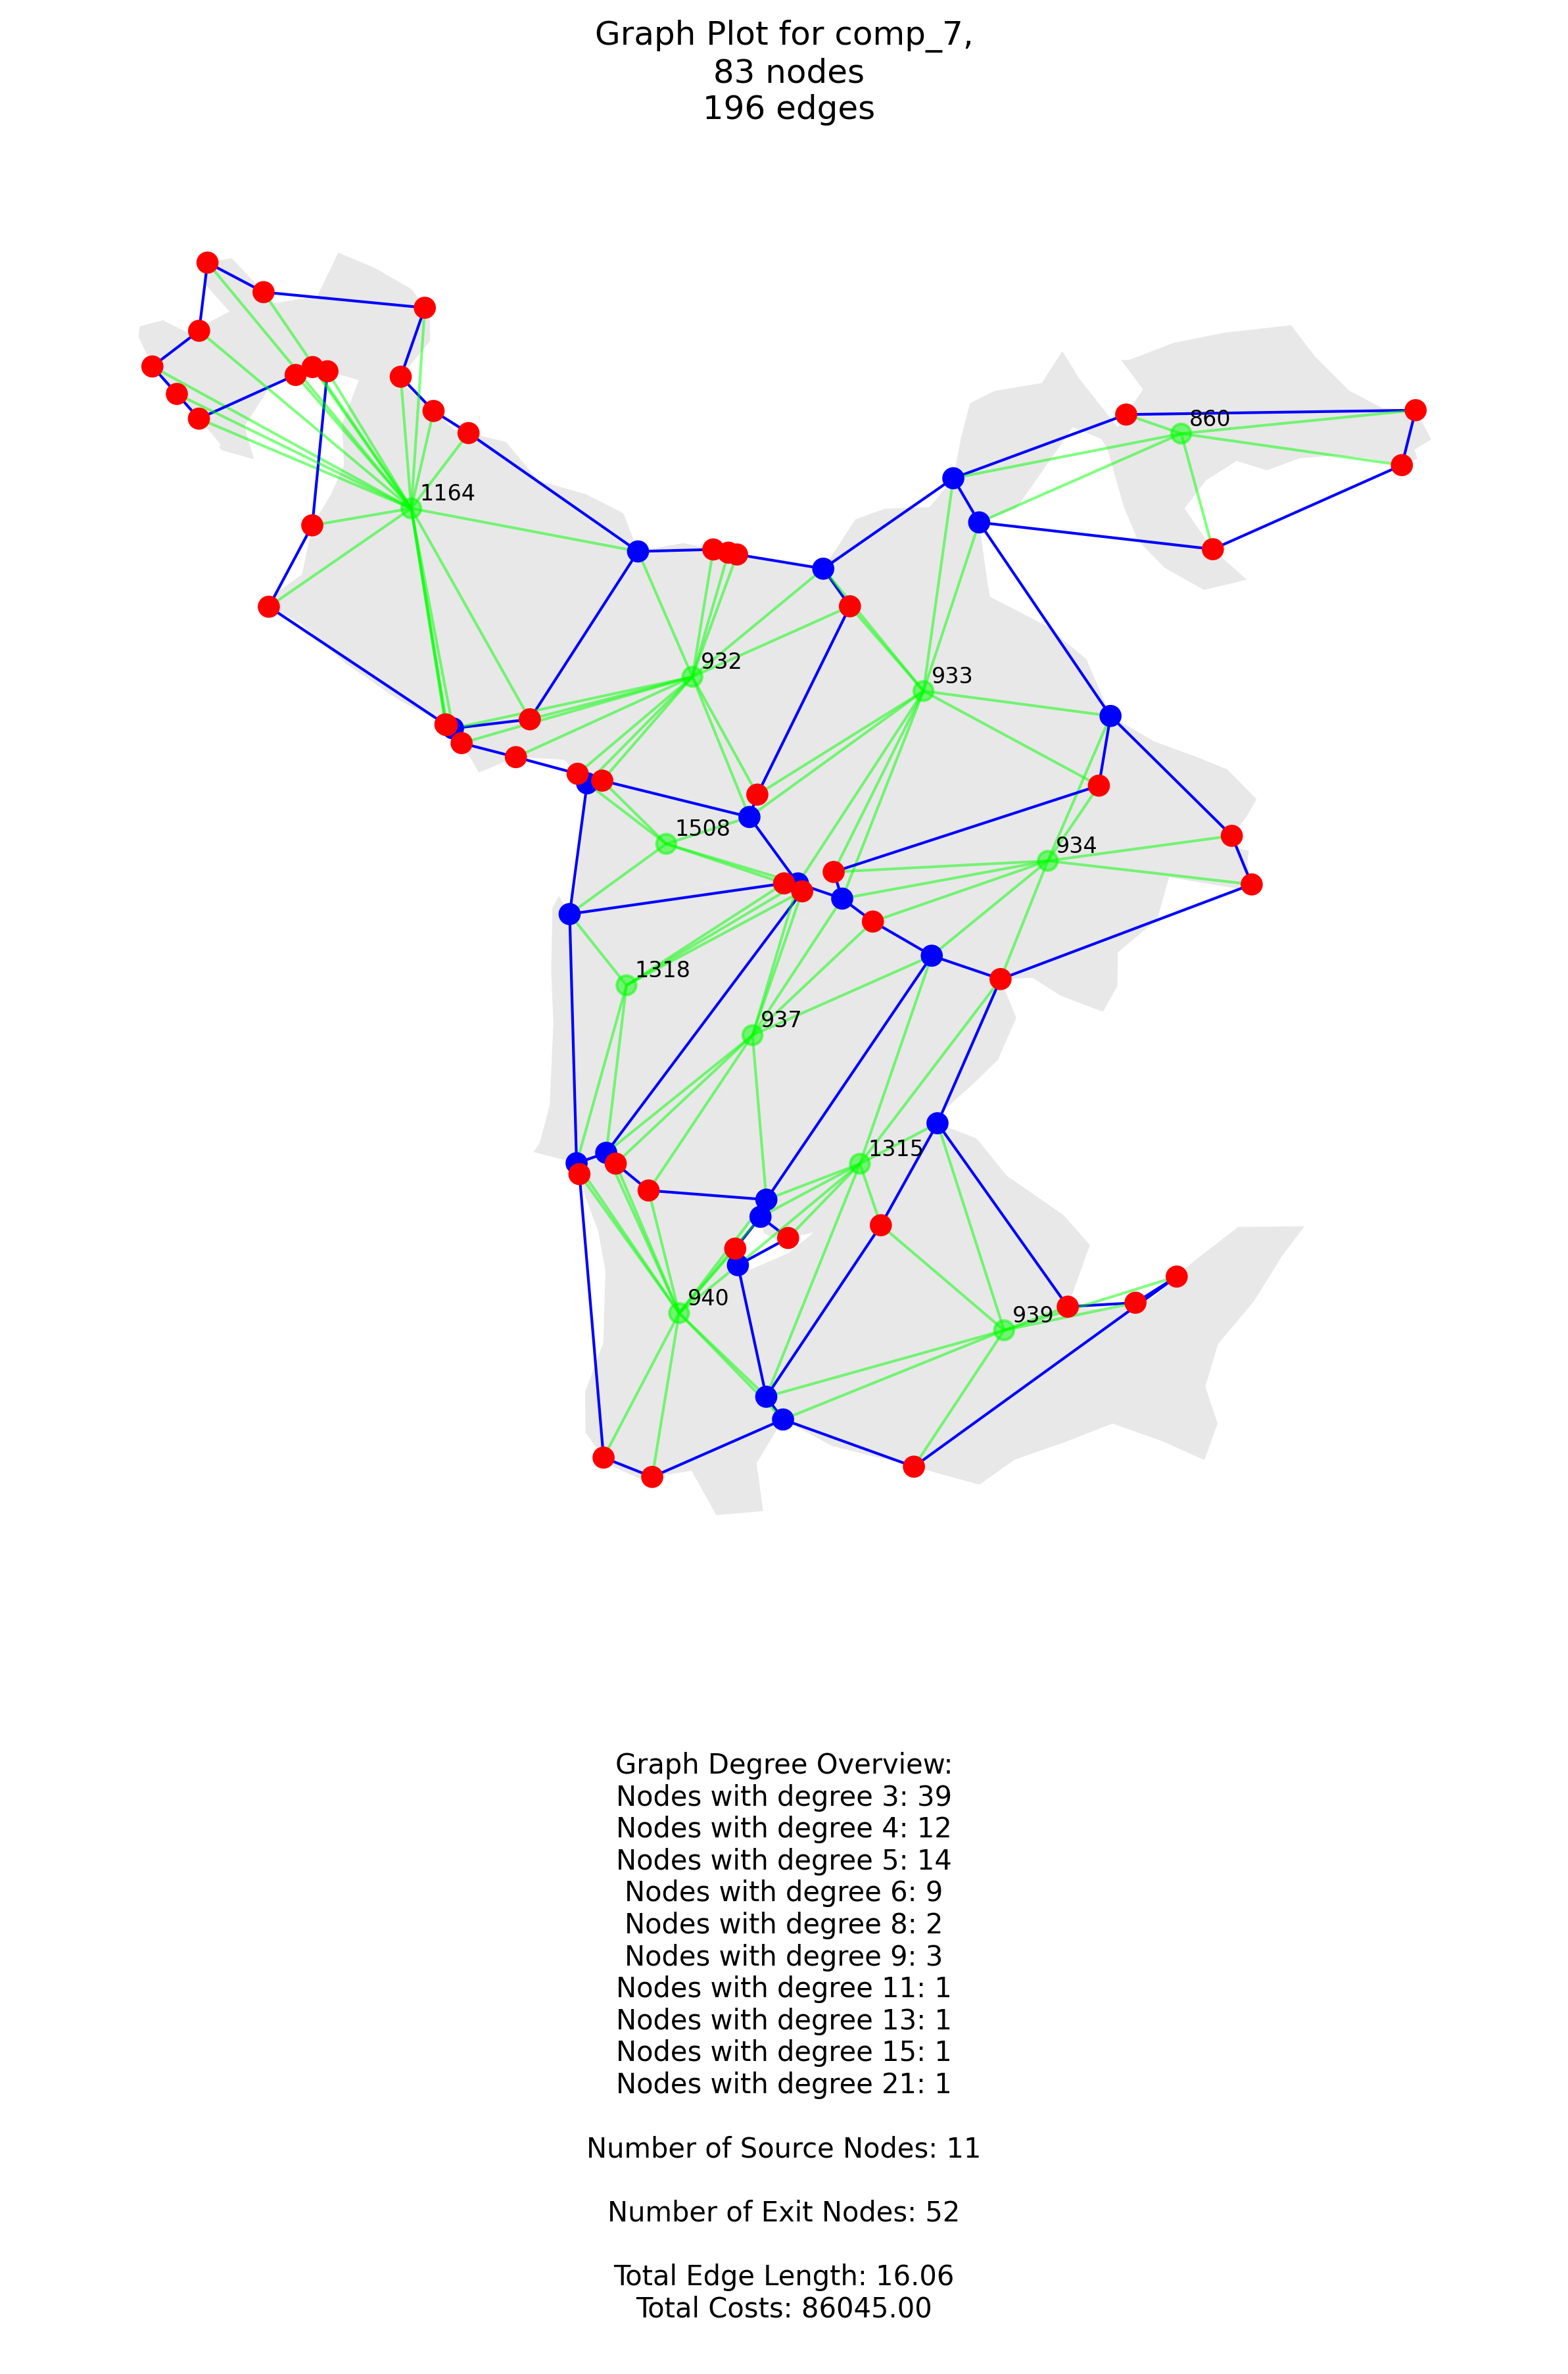 Graph Plot for comp_7,
83 nodes
196 edges
860
1164
932
933
1508
934
1318
937
1315
940
939
Graph Degree Overview:
Nodes with degree 3: 39
Nodes with degree 4: 12
Nodes with degree 5: 14
Nodes with degree 6: 9
Nodes with degree 8: 2
Nodes with degree 9: 3
Nodes with degree 11: 1
Nodes with degree 13: 1
Nodes with degree 15: 1
Nodes with degree 21: 1
Number of Source Nodes: 11
Number of Exit Nodes: 52
Total Edge Length: 16.06
Total Costs: 86045.00